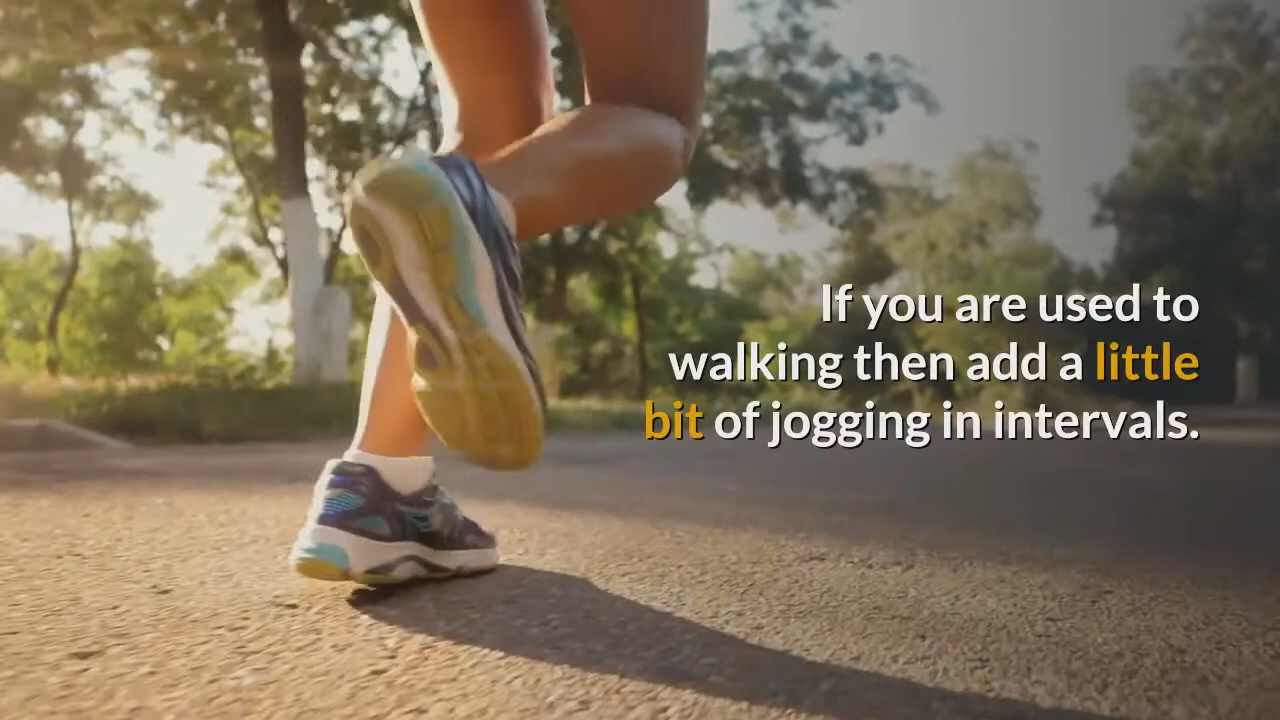 If you are used to
walking then add a little
bit of jogging in intervals.